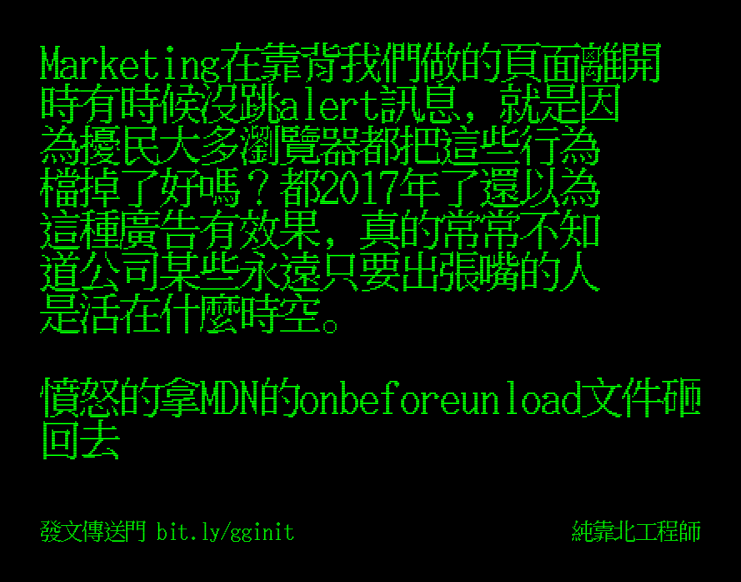 Marketing在靠背我們做的頁面離開
時有時候沒跳alert訊息，就是因
為擾民大多瀏覽器都把這些行為
檔掉了好嗎？都2017年了還以為
這種廣告有效果，真的常常不知
道公司某些永遠只要出張嘴的人
是活在什麼時空。
憤怒的拿MDN的onbeforeunload文件砸
回去
發文傳送門 bit.ly/gginit
純靠北工程師